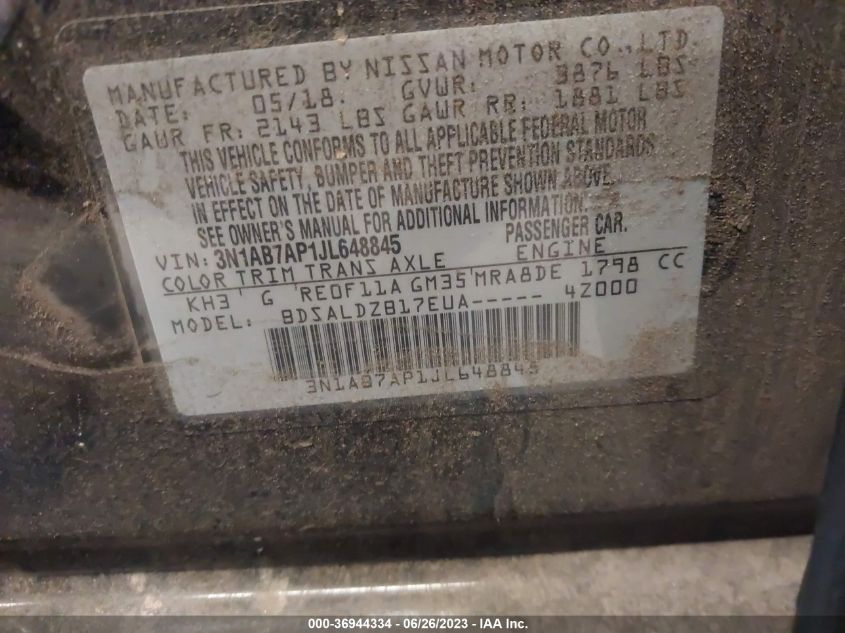 MANUFACTURED BY NISSAN MOTOR CO., LTD.
DATE: 05/18. GVWR: 3876 LBS
GAWR FR: 2143 LBS GAWR RR: 1881 LBS
THIS VEHICLE CONFORMS TO ALL APPLICABLE FEDERAL MOTOR
VEHICLE SAFETY, BUMPER AND THEFT PREVENTION STANDARDS
IN EFFECT ON THE DATE OF MANUFACTURE SHOWN ABOVE.
SEE OWNER'S MANUAL FOR ADDITIONAL INFORMATION.
VIN: 3N1AB7AP1JL648845 PASSENGER CAR.
COLOR TRIM TRANS AXLE ENGINE
KH3 G RE0F11A GM35 MRA8DE 1798 CC
MODEL: BDSALDZB17EUA----- 4Z000
3N1AB7AP1JL648845
000-36944334 - 06/26/2023 - IAA Inc.